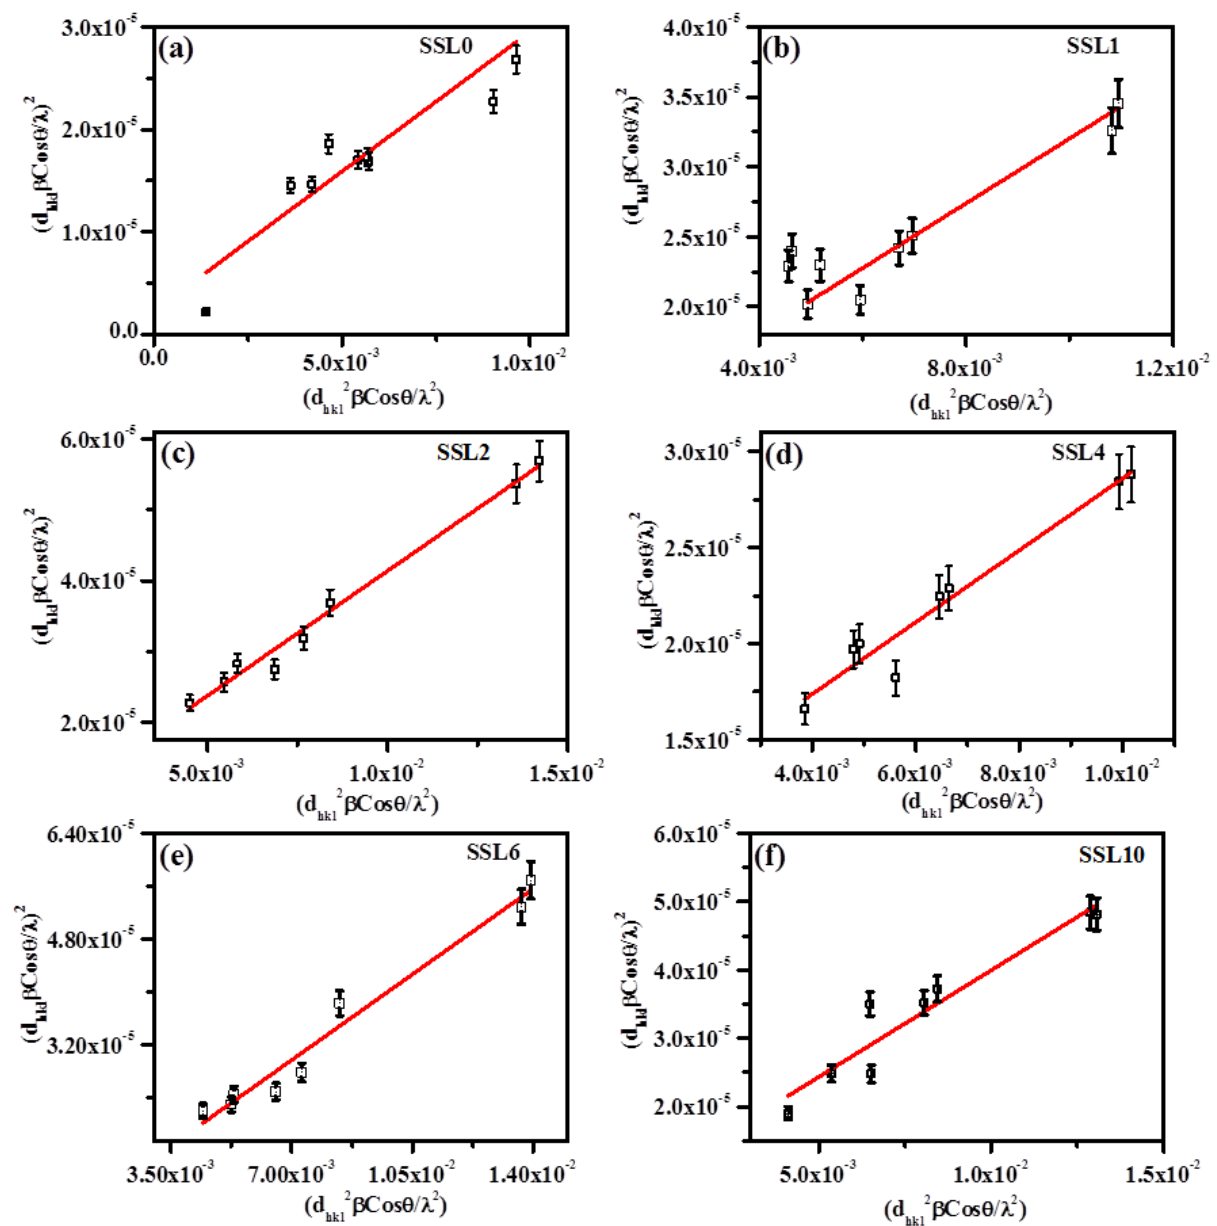 (a) SSL0
3.0x10⁻⁵
2.0x10⁻⁵
1.0x10⁻⁵
0.0
(d_hkl βCosθ/λ)²
0.0 5.0x10⁻³ 1.0x10⁻²
(d_hkl² βCosθ/λ²)
(b) SSL1
4.0x10⁻⁵
3.5x10⁻⁵
3.0x10⁻⁵
2.5x10⁻⁵
2.0x10⁻⁵
(d_hkl βCosθ/λ)²
4.0x10⁻³ 8.0x10⁻³ 1.2x10⁻²
(d_hkl² βCosθ/λ²)
(c) SSL2
6.0x10⁻⁵
4.0x10⁻⁵
2.0x10⁻⁵
(d_hkl βCosθ/λ)²
5.0x10⁻³ 1.0x10⁻² 1.5x10⁻²
(d_hkl² βCosθ/λ²)
(d) SSL4
3.0x10⁻⁵
2.5x10⁻⁵
2.0x10⁻⁵
1.5x10⁻⁵
(d_hkl βCosθ/λ)²
4.0x10⁻³ 6.0x10⁻³ 8.0x10⁻³ 1.0x10⁻²
(d_hkl² βCosθ/λ²)
(e) SSL6
6.40x10⁻⁵
4.80x10⁻⁵
3.20x10⁻⁵
(d_hkl βCosθ/λ)²
3.50x10⁻³ 7.00x10⁻³ 1.05x10⁻² 1.40x10⁻²
(d_hkl² βCosθ/λ²)
(f) SSL10
6.0x10⁻⁵
5.0x10⁻⁵
4.0x10⁻⁵
3.0x10⁻⁵
2.0x10⁻⁵
(d_hkl βCosθ/λ)²
5.0x10⁻³ 1.0x10⁻² 1.5x10⁻²
(d_hkl² βCosθ/λ²)